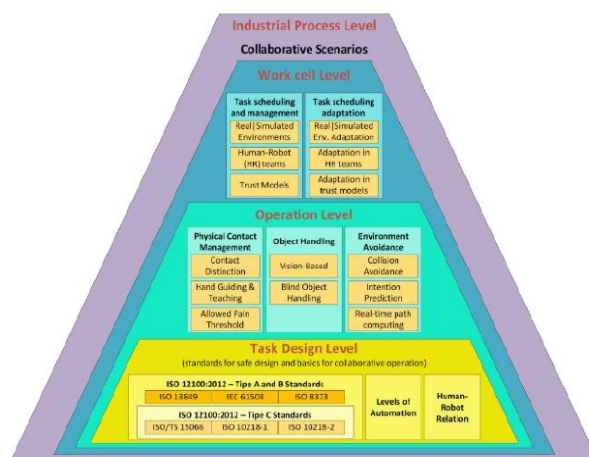 Industrial Process Level
Collaborative Scenarios
Work cell Level
Task scheduling
and management
Real|Simulated
Environments
Human-Robot
(HR) teams
Trust Models
Task scheduling
adaptation
Real|Simulated
Env. Adaptation
Adaptation in
HR teams
Adaptation in
trust models
Operation Level
Physical Contact
Management
Contact
Distinction
Hand Guiding &
Teaching
Allowed Pain
Threshold
Object Handling
Vision-Based
Blind Object
Handling
Environment
Avoidance
Collision
Avoidance
Intention
Prediction
Real-time path
computing
Task Design Level
(standards for safe design and basics for collaborative operation)
ISO 12100:2012 – Tipe A and B Standards
ISO 13849
IEC 61508
ISO 8373
ISO 12100:2012 – Tipe C Standards
ISO/TS 15066
ISO 10218-1
ISO 10218-2
Levels of
Automation
Human-
Robot
Relation